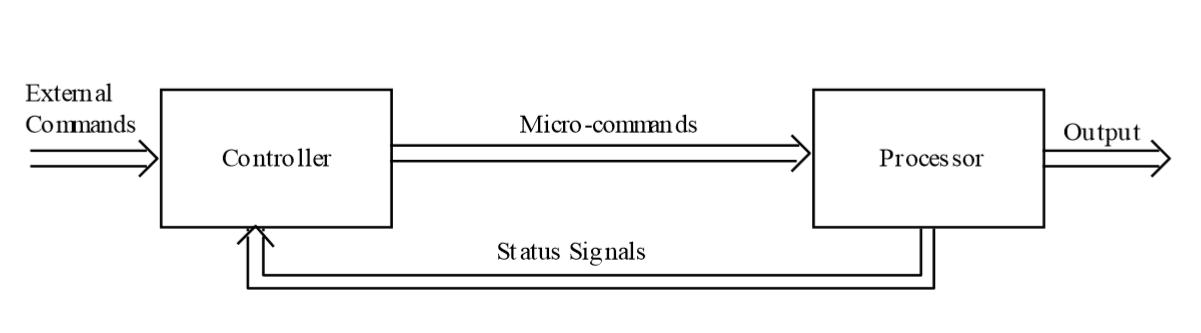 External
Commands
Controller
Micro-commands
Processor
Output
Status Signals